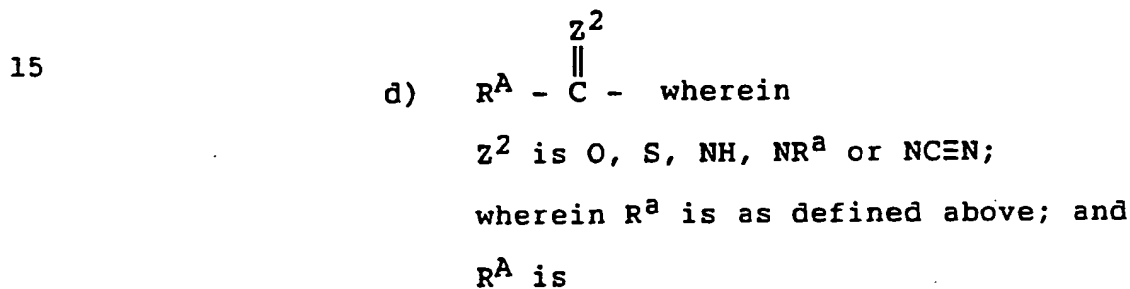 Z²
‖
15
d) Rᴬ - C - wherein
Z² is O, S, NH, NRᵃ or NC≡N;
wherein Rᵃ is as defined above; and
Rᴬ is